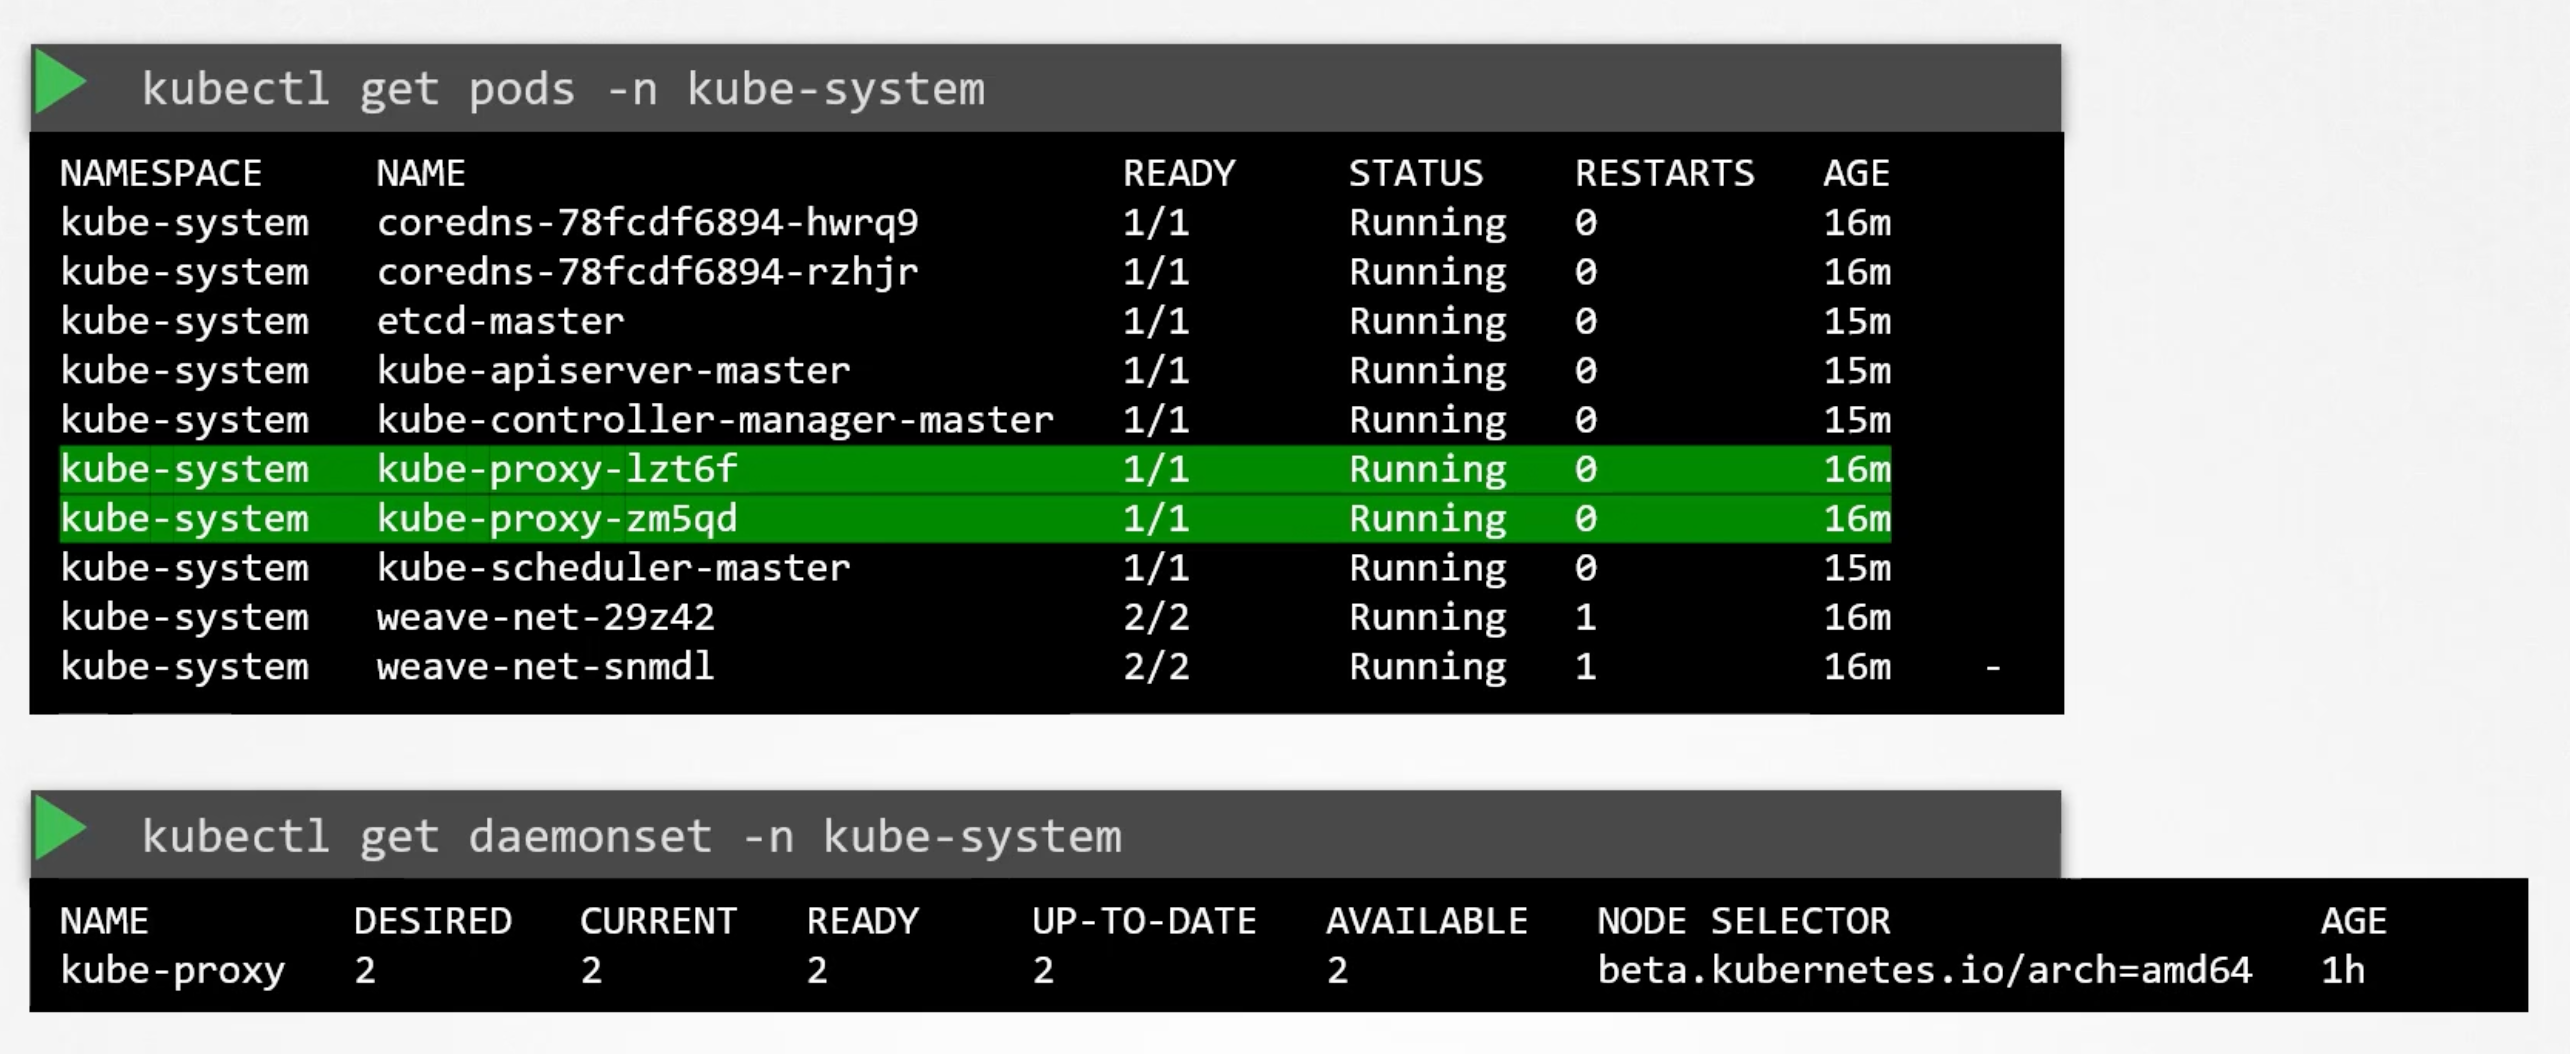 kubectl get pods -n kube-system
NAMESPACE NAME READY STATUS RESTARTS AGE
kube-system coredns-78fcdf6894-hwrq9 1/1 Running 0 16m
kube-system coredns-78fcdf6894-rzhjr 1/1 Running 0 16m
kube-system etcd-master 1/1 Running 0 15m
kube-system kube-apiserver-master 1/1 Running 0 15m
kube-system kube-controller-manager-master 1/1 Running 0 15m
kube-system kube-proxy-lzt6f 1/1 Running 0 16m
kube-system kube-proxy-zm5qd 1/1 Running 0 16m
kube-system kube-scheduler-master 1/1 Running 0 15m
kube-system weave-net-29z42 2/2 Running 1 16m
kube-system weave-net-snmdl 2/2 Running 1 16m -
kubectl get daemonset -n kube-system
NAME DESIRED CURRENT READY UP-TO-DATE AVAILABLE NODE SELECTOR AGE
kube-proxy 2 2 2 2 2 beta.kubernetes.io/arch=amd64 1h